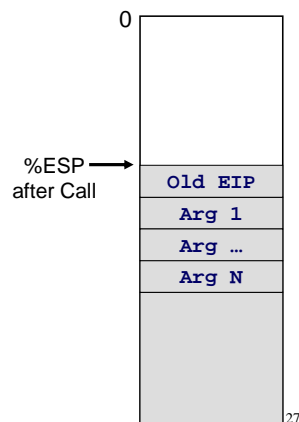 0
%ESP
after Call
Old EIP
Arg 1
Arg …
Arg N
27